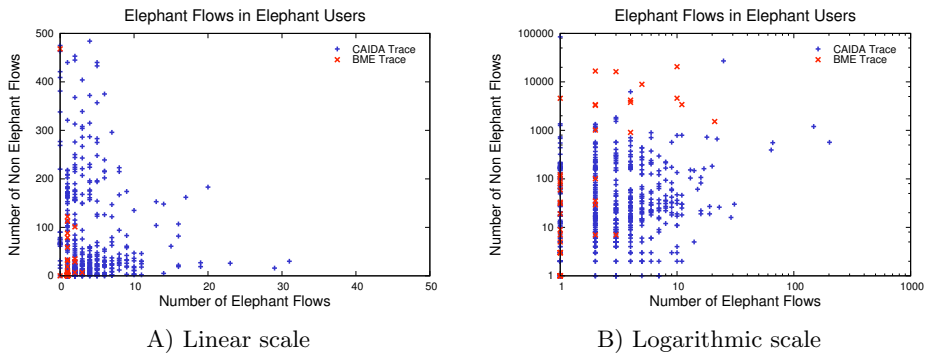 Elephant Flows in Elephant Users
Number of Non Elephant Flows
500
400
300
200
100
0
0 10 20 30 40 50
Number of Elephant Flows
CAIDA Trace
BME Trace
A) Linear scale
Elephant Flows in Elephant Users
Number of Non Elephant Flows
100000
10000
1000
100
10
1
1 10 100 1000
Number of Elephant Flows
CAIDA Trace
BME Trace
B) Logarithmic scale